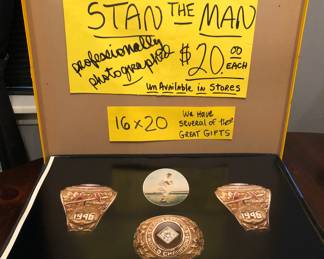 STAN THE MAN
professionally
photographed
$20.00
EACH
UNAVAILABLE IN STORES
16x20
WE HAVE
SEVERAL OF THESE
GREAT GIFTS
1946
1946